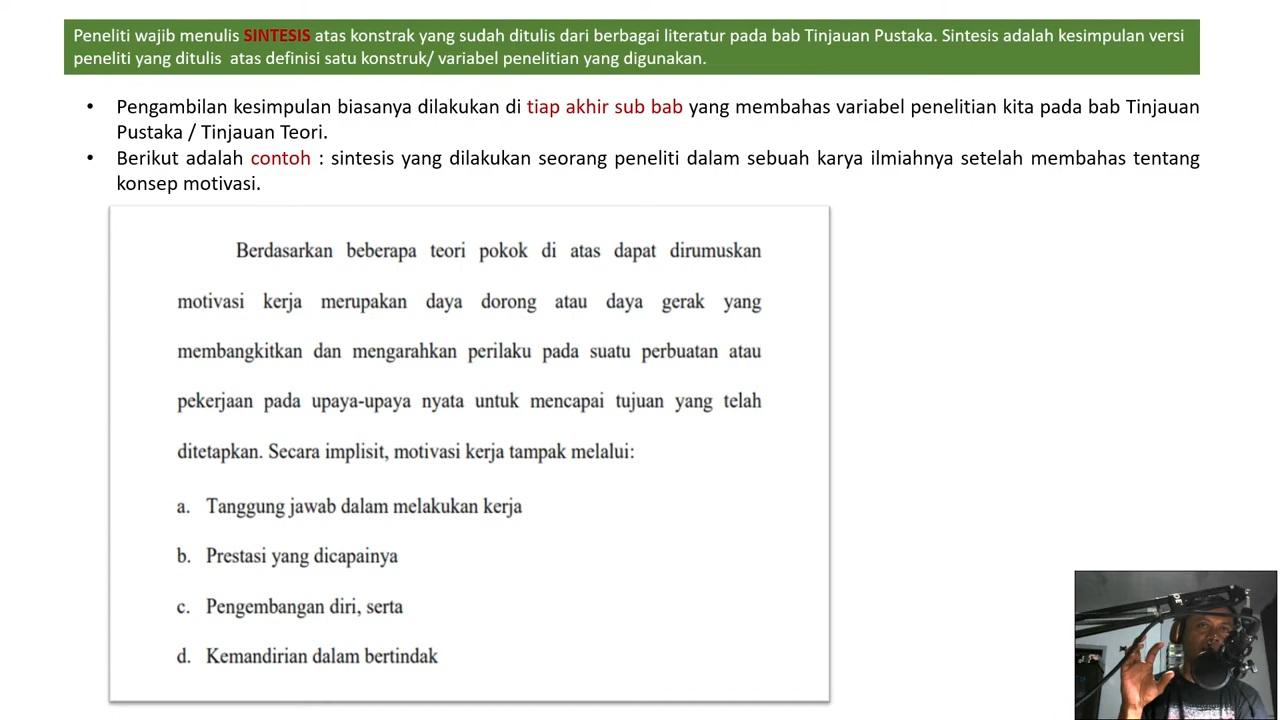 Peneliti wajib menulis SINTESIS atas konstrak yang sudah ditulis dari berbagai literatur pada bab Tinjauan Pustaka. Sintesis adalah kesimpulan versi
peneliti yang ditulis atas definisi satu konstruk/ variabel penelitian yang digunakan.
• Pengambilan kesimpulan biasanya dilakukan di tiap akhir sub bab yang membahas variabel penelitian kita pada bab Tinjauan
Pustaka / Tinjauan Teori.
• Berikut adalah contoh : sintesis yang dilakukan seorang peneliti dalam sebuah karya ilmiahnya setelah membahas tentang
konsep motivasi.
Berdasarkan beberapa teori pokok di atas dapat dirumuskan
motivasi kerja merupakan daya dorong atau daya gerak yang
membangkitkan dan mengarahkan perilaku pada suatu perbuatan atau
pekerjaan pada upaya-upaya nyata untuk mencapai tujuan yang telah
ditetapkan. Secara implisit, motivasi kerja tampak melalui:
a. Tanggung jawab dalam melakukan kerja
b. Prestasi yang dicapainya
c. Pengembangan diri, serta
d. Kemandirian dalam bertindak